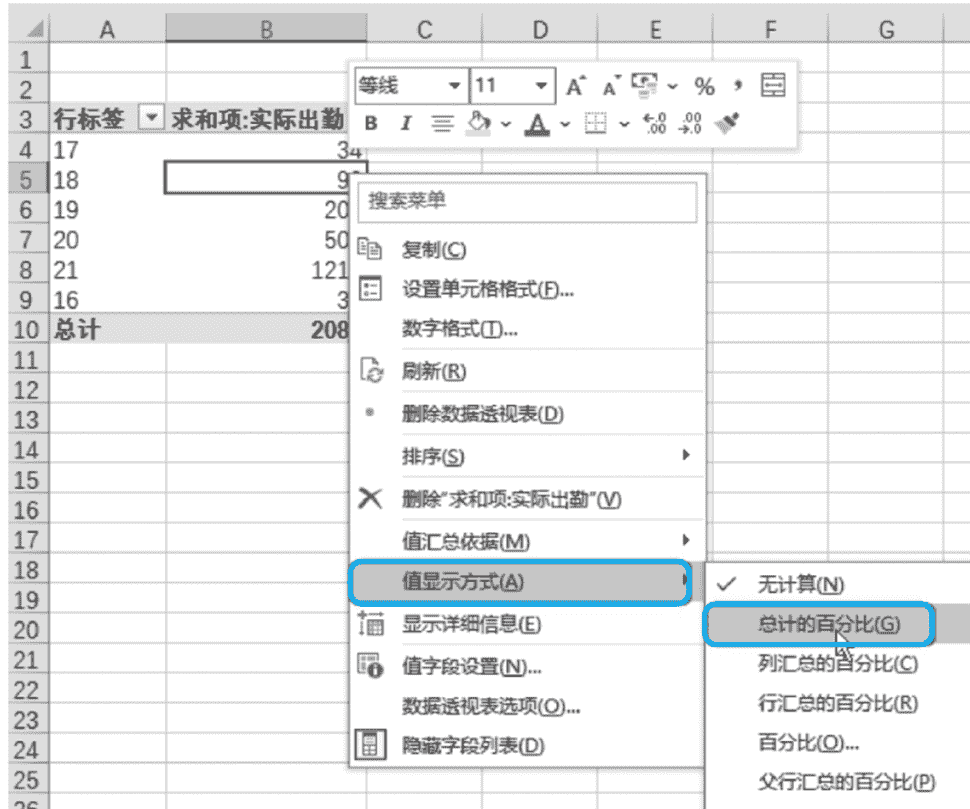 A B C D E F G
1
等线 11 A A % ,
2
B I A .00 .00
3 行标签 求和项:实际出勤
4 17 34
5 18 9
搜索菜单
6 19 20
7 20 50
复制(C)
8 21 121
设置单元格格式(F)...
9 16 3
数字格式(T)...
10 总计 208
11
刷新(R)
12
删除数据透视表(D)
13
14
排序(S)
15
16
删除"求和项:实际出勤"(V)
17
值汇总依据(M)
18
值显示方式(A)
无计算(N)
19
显示详细信息(E)
总计的百分比(G)
20
21
值字段设置(N)...
列汇总的百分比(C)
22
数据透视表选项(O)...
行汇总的百分比(R)
23
24
隐藏字段列表(D)
百分比(O)...
25
父行汇总的百分比(P)
26